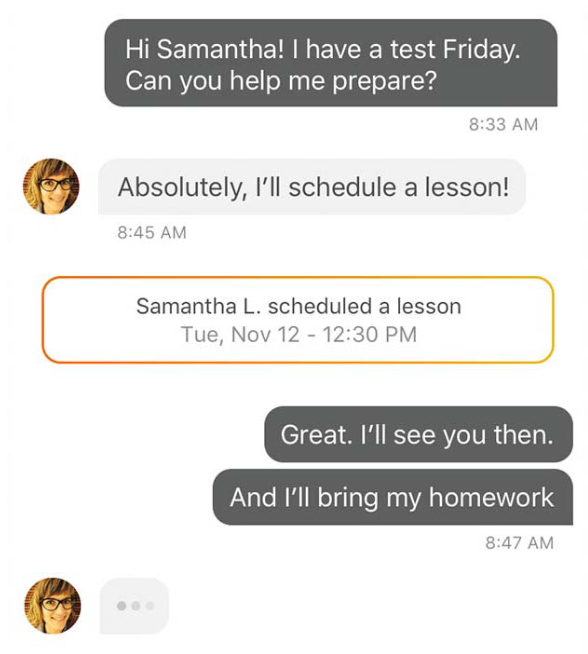 Hi Samantha! I have a test Friday.
Can you help me prepare?
8:33 AM
Absolutely, I’ll schedule a lesson!
8:45 AM
Samantha L. scheduled a lesson
Tue, Nov 12 - 12:30 PM
Great. I’ll see you then.
And I’ll bring my homework
8:47 AM